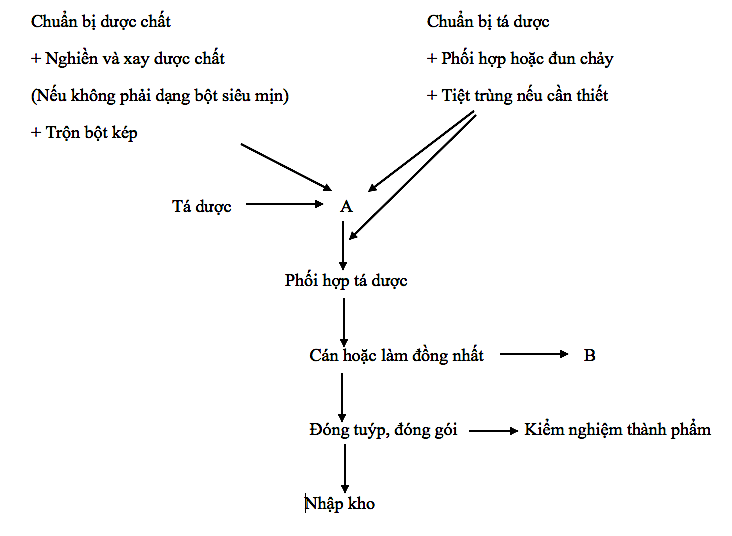 Chuẩn bị dược chất
+ Nghiền và xay dược chất
(Nếu không phải dạng bột siêu mịn)
+ Trộn bột kép
Chuẩn bị tá dược
+ Phối hợp hoặc đun chảy
+ Tiệt trùng nếu cần thiết
Tá dược
A
Phối hợp tá dược
Cán hoặc làm đồng nhất
B
Đóng tuýp, đóng gói
Kiểm nghiệm thành phẩm
Nhập kho